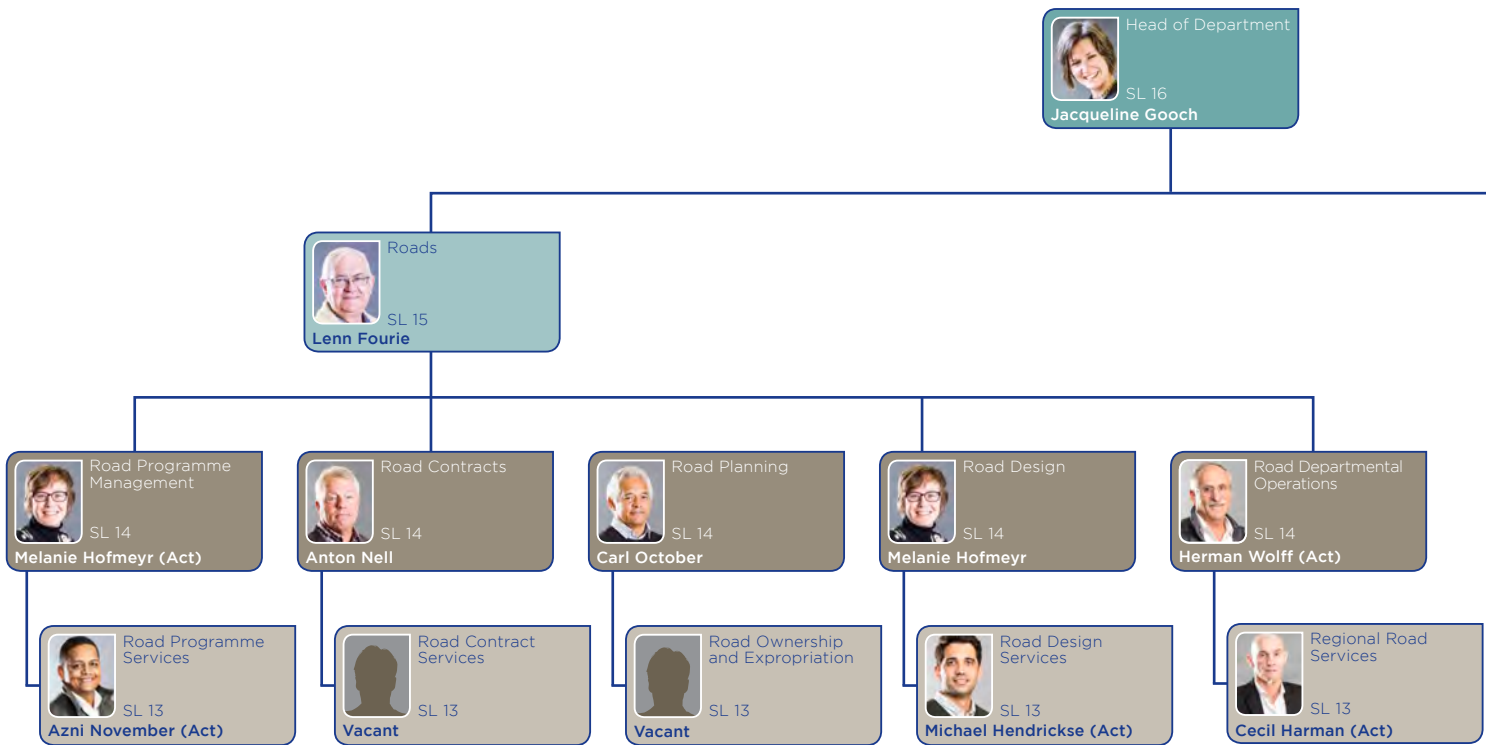 Head of Department
SL 16
Jacqueline Gooch
Roads
SL 15
Lenn Fourie
Road Programme
Management
SL 14
Melanie Hofmeyr (Act)
Road Contracts
SL 14
Anton Nell
Road Planning
SL 14
Carl October
Road Design
SL 14
Melanie Hofmeyr
Road Departmental
Operations
SL 14
Herman Wolff (Act)
Road Programme
Services
SL 13
Azni November (Act)
Road Contract
Services
SL 13
Vacant
Road Ownership
and Expropriation
SL 13
Vacant
Road Design
Services
SL 13
Michael Hendrickse (Act)
Regional Road
Services
SL 13
Cecil Harman (Act)